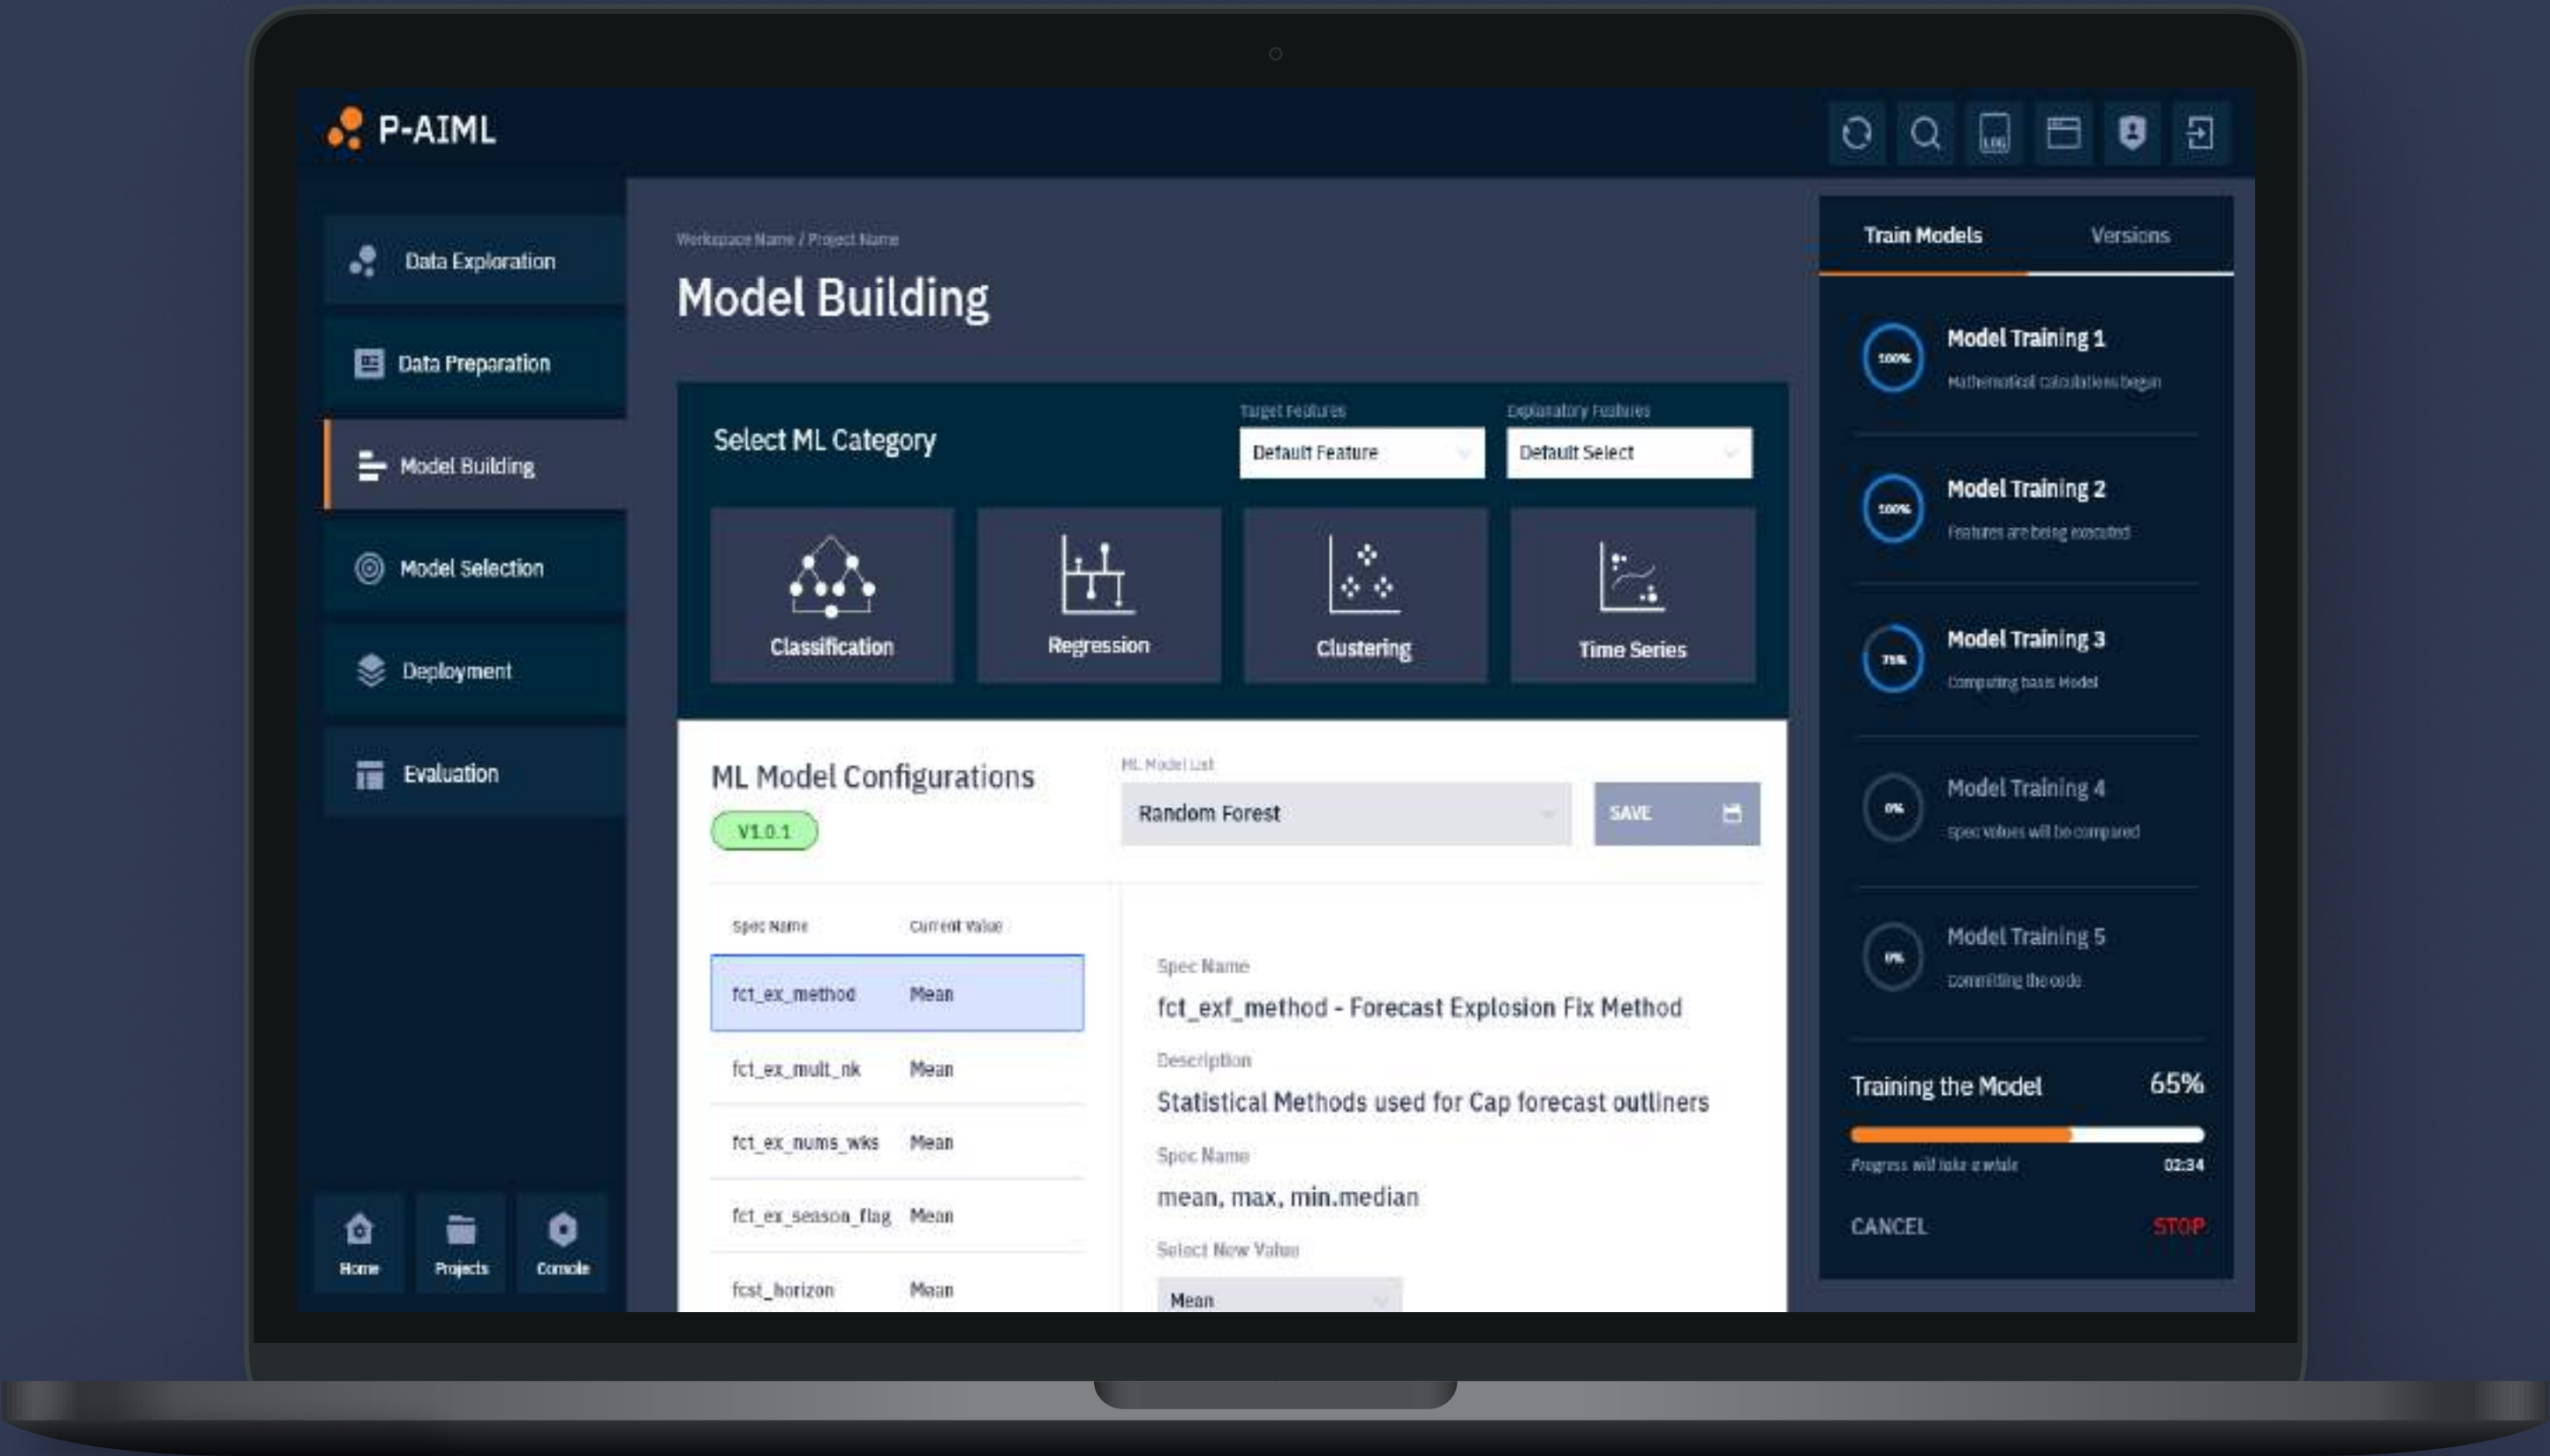 P-AIML
LOG
Data Exploration
Data Preparation
Model Building
Model Selection
Deployment
Evaluation
Home
Projects
Console
Workspace Name / Project Name
Model Building
Select ML Category
Target Features
Default Feature
Explanatory Features
Default Select
Classification
Regression
Clustering
Time Series
ML Model Configurations
V1.0.1
ML Model List
Random Forest
SAVE
Spec Name Current Value
fct_ex_method Mean
fct_ex_mult_nk Mean
fct_ex_nums_wks Mean
fct_ex_season_flag Mean
fcst_horizon Mean
Spec Name
fct_exf_method - Forecast Explosion Fix Method
Description
Statistical Methods used for Cap forecast outliners
Spec Name
mean, max, min.median
Select New Value
Mean
Train Models
Versions
100%
Model Training 1
Mathematical calculations begun
100%
Model Training 2
Features are being executed
75%
Model Training 3
Computing basis Model
0%
Model Training 4
spec values will be compared
0%
Model Training 5
committing the code
Training the Model 65%
Progress will take a while 02:34
CANCEL STOP